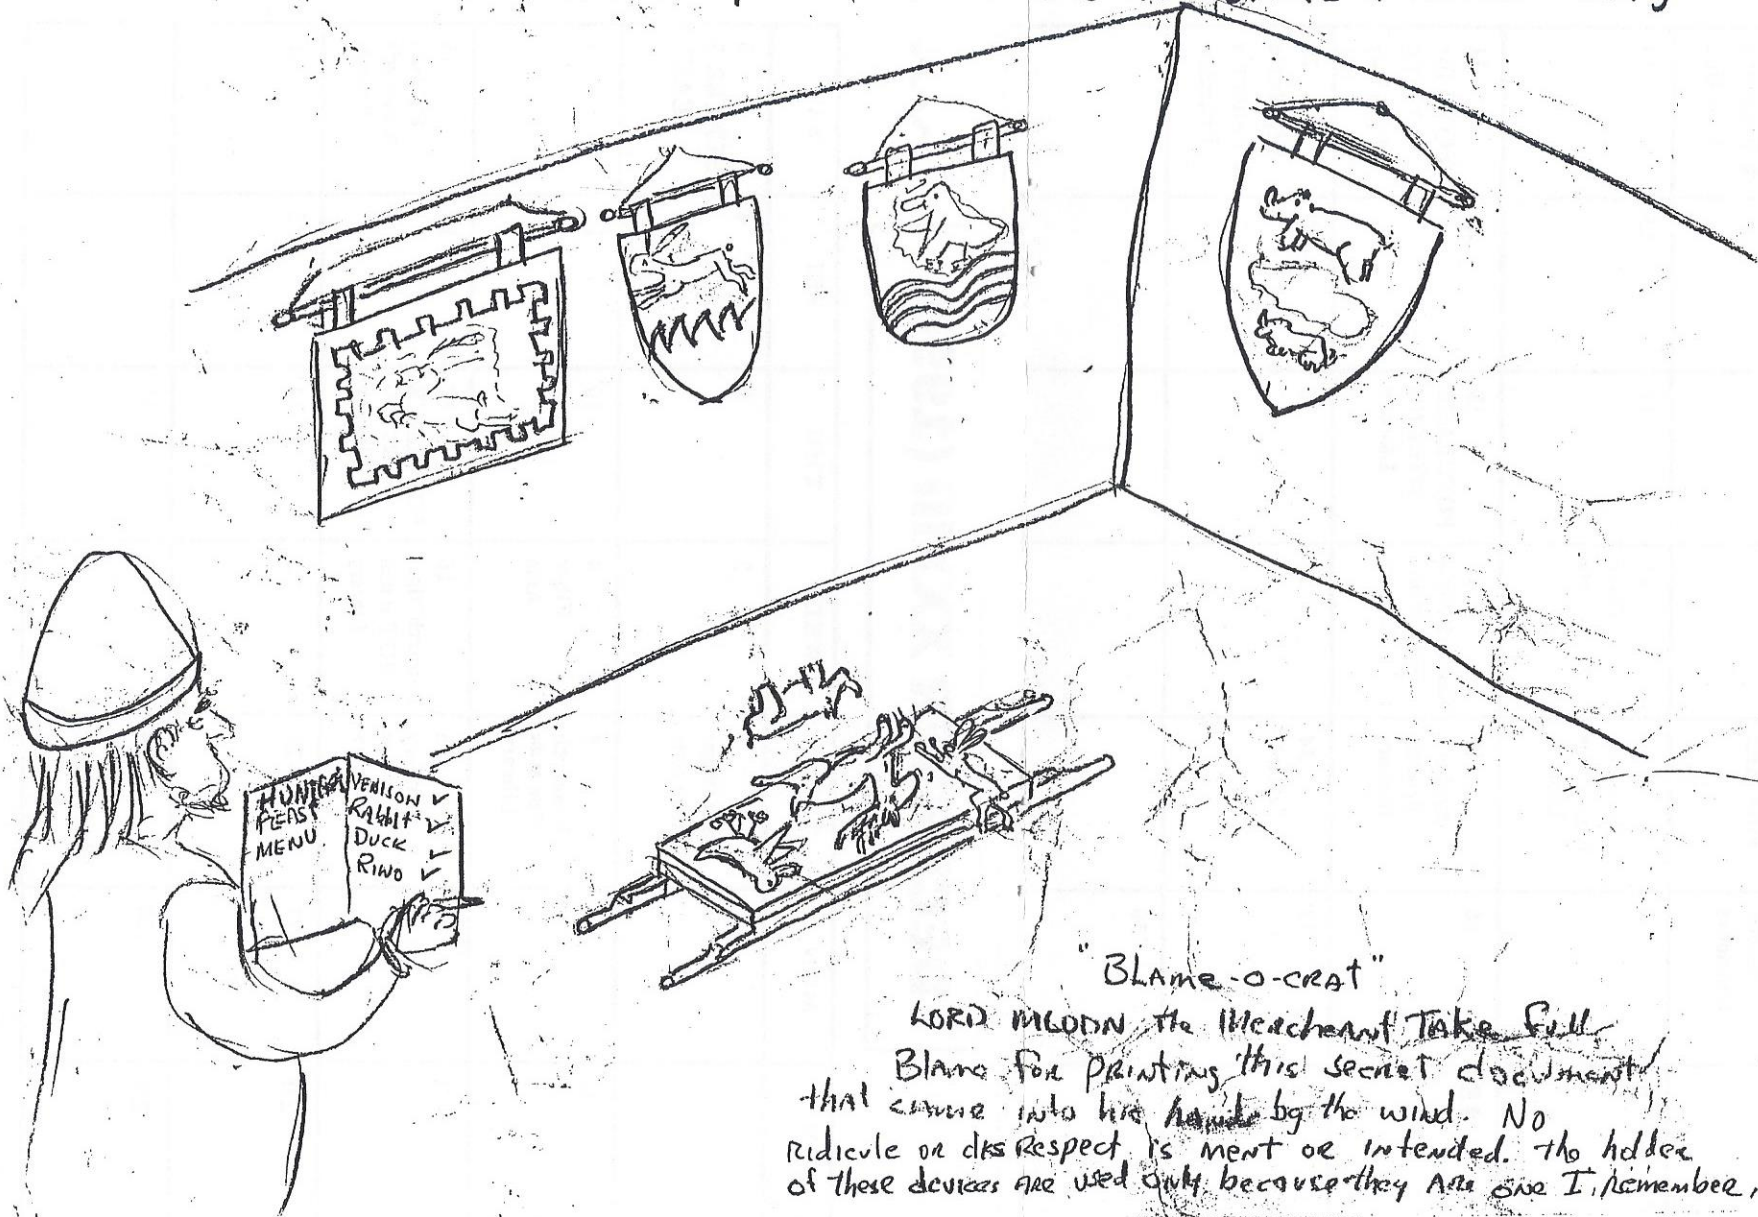 HUNTER
FEAST
MENU
VENISON ✓
RAbbit ✓
DUCK ✓
RiNO ✓
"BLAME-O-CRAT"
LORD MLODN the Merchant TAKE full
Blame for PRiNting this secret document
that came into his hands by the wind. No
Ridicule or disRespect is ment or intended. the holder
of these devices ARE used only because they ARE one I remember,